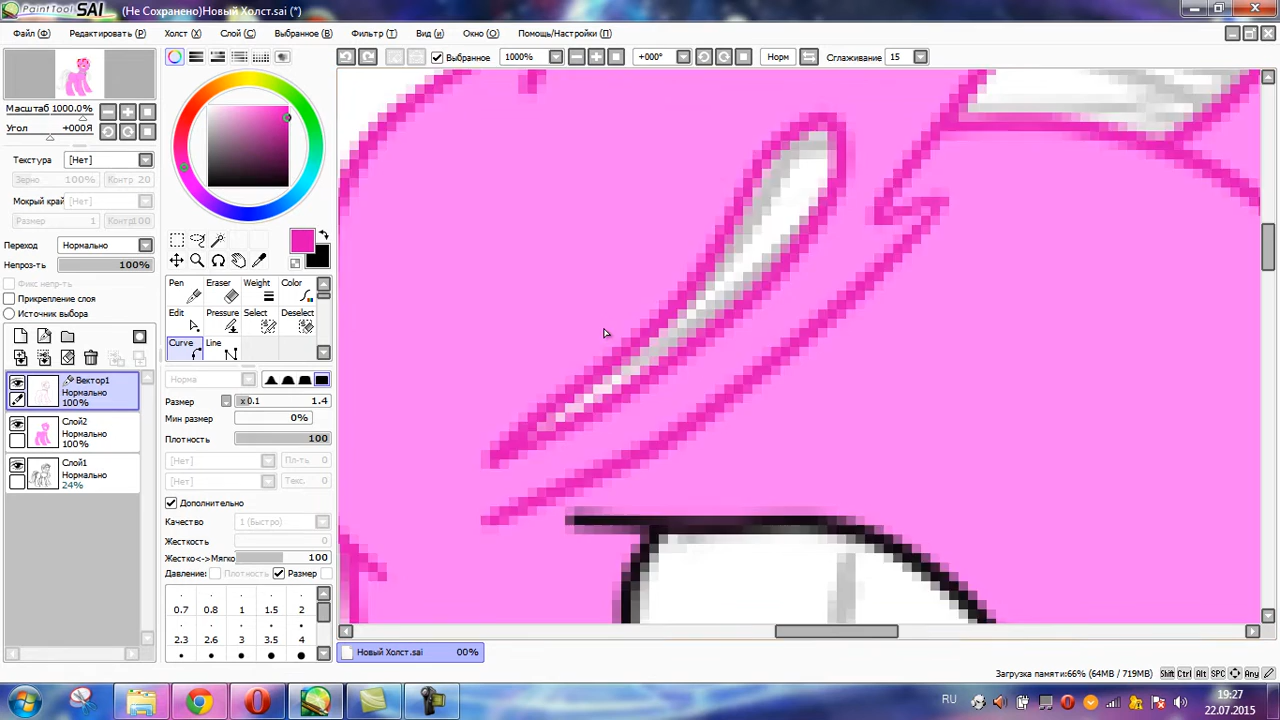 PaintTool SAI (Не Сохранено)Новый Холст.sai (*)
Файл (Ф) Редактировать (Р) Холст (Х) Слой (С) Выбранное (В) Фильтр (Т) Вид (и) Окно (О) Помощь/Настройки (П)
Выбранное 1000% +000° Норм Сглаживание 15
Масштаб 1000.0%
Угол +000Я
Текстура [Нет]
Зерно 100% Контр 20
Мокрый край [Нет]
Размер 1 Контр 100
Переход Нормально
Непроз-ть 100%
Фикс непр-ть
Прикрепление слоя
Источник выбора
Вектор1
Нормально
100%
Слой2
Нормально
100%
Слой1
Нормально
24%
Pen Eraser Weight Color
Edit Pressure Select Deselect
Curve Line
Норма
Размер x0.1 1.4
Мин размер 0%
Плотность 100
[Нет] Пл-ть 0
[Нет] Текс. 0
Дополнительно
Качество 1 (Быстро)
Жесткость 0
Жестко<->Мягко 100
Давление: Плотность Размер
0.7 0.8 1 1.5 2
2.3 2.6 3 3.5 4
Новый Холст.sai 00%
Загрузка памяти:66% (64MB / 719MB) Shift Ctrl Alt SPC Any
RU 19:27
22.07.2015